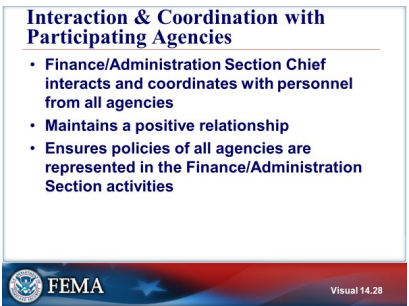 Interaction & Coordination with
Participating Agencies
• Finance/Administration Section Chief
interacts and coordinates with personnel
from all agencies
• Maintains a positive relationship
• Ensures policies of all agencies are
represented in the Finance/Administration
Section activities
FEMA
Visual 14.28